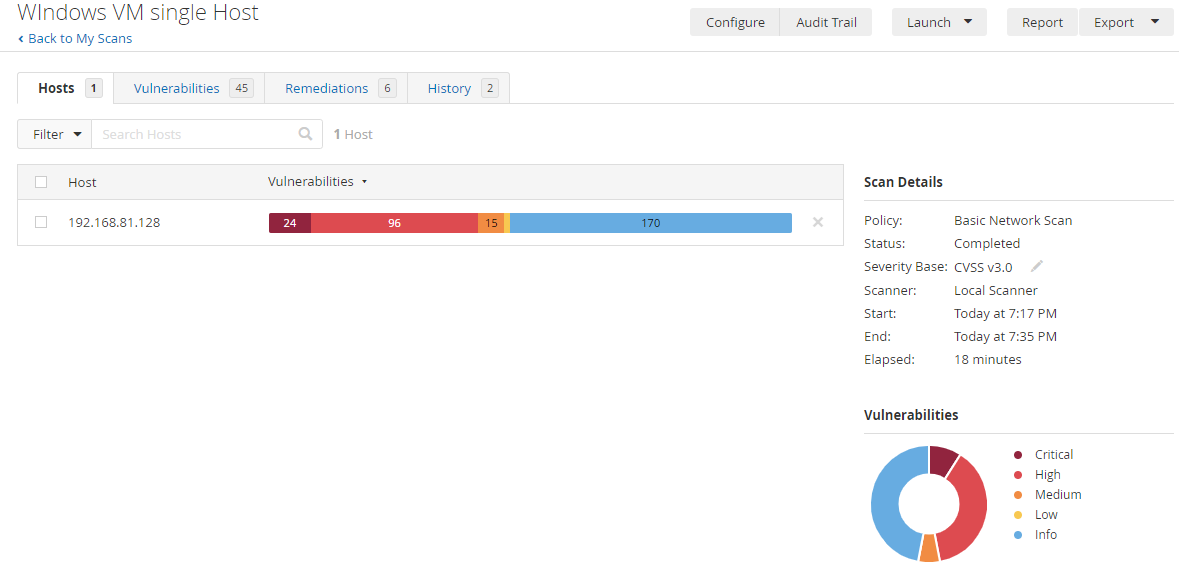 WIndows VM single Host
‹ Back to My Scans
Configure Audit Trail Launch Report Export
Hosts 1 Vulnerabilities 45 Remediations 6 History 2
Filter Search Hosts 1 Host
Host Vulnerabilities
192.168.81.128 24 96 15 170 ×
Scan Details
Policy: Basic Network Scan
Status: Completed
Severity Base: CVSS v3.0
Scanner: Local Scanner
Start: Today at 7:17 PM
End: Today at 7:35 PM
Elapsed: 18 minutes
Vulnerabilities
Critical
High
Medium
Low
Info